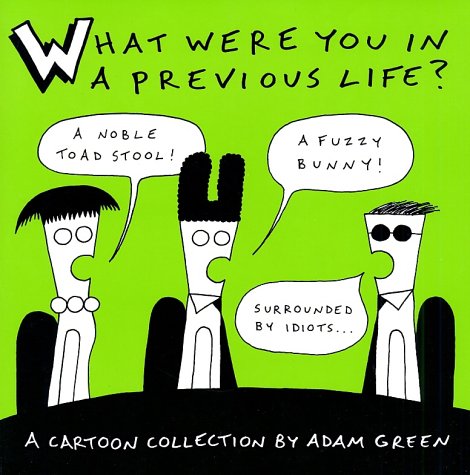 WHAT WERE YOU IN
A PREVIOUS LIFE?
A NOBLE
TOAD STOOL!
A FUZZY
BUNNY!
SURROUNDED
BY IDIOTS...
A CARTOON COLLECTION BY ADAM GREEN